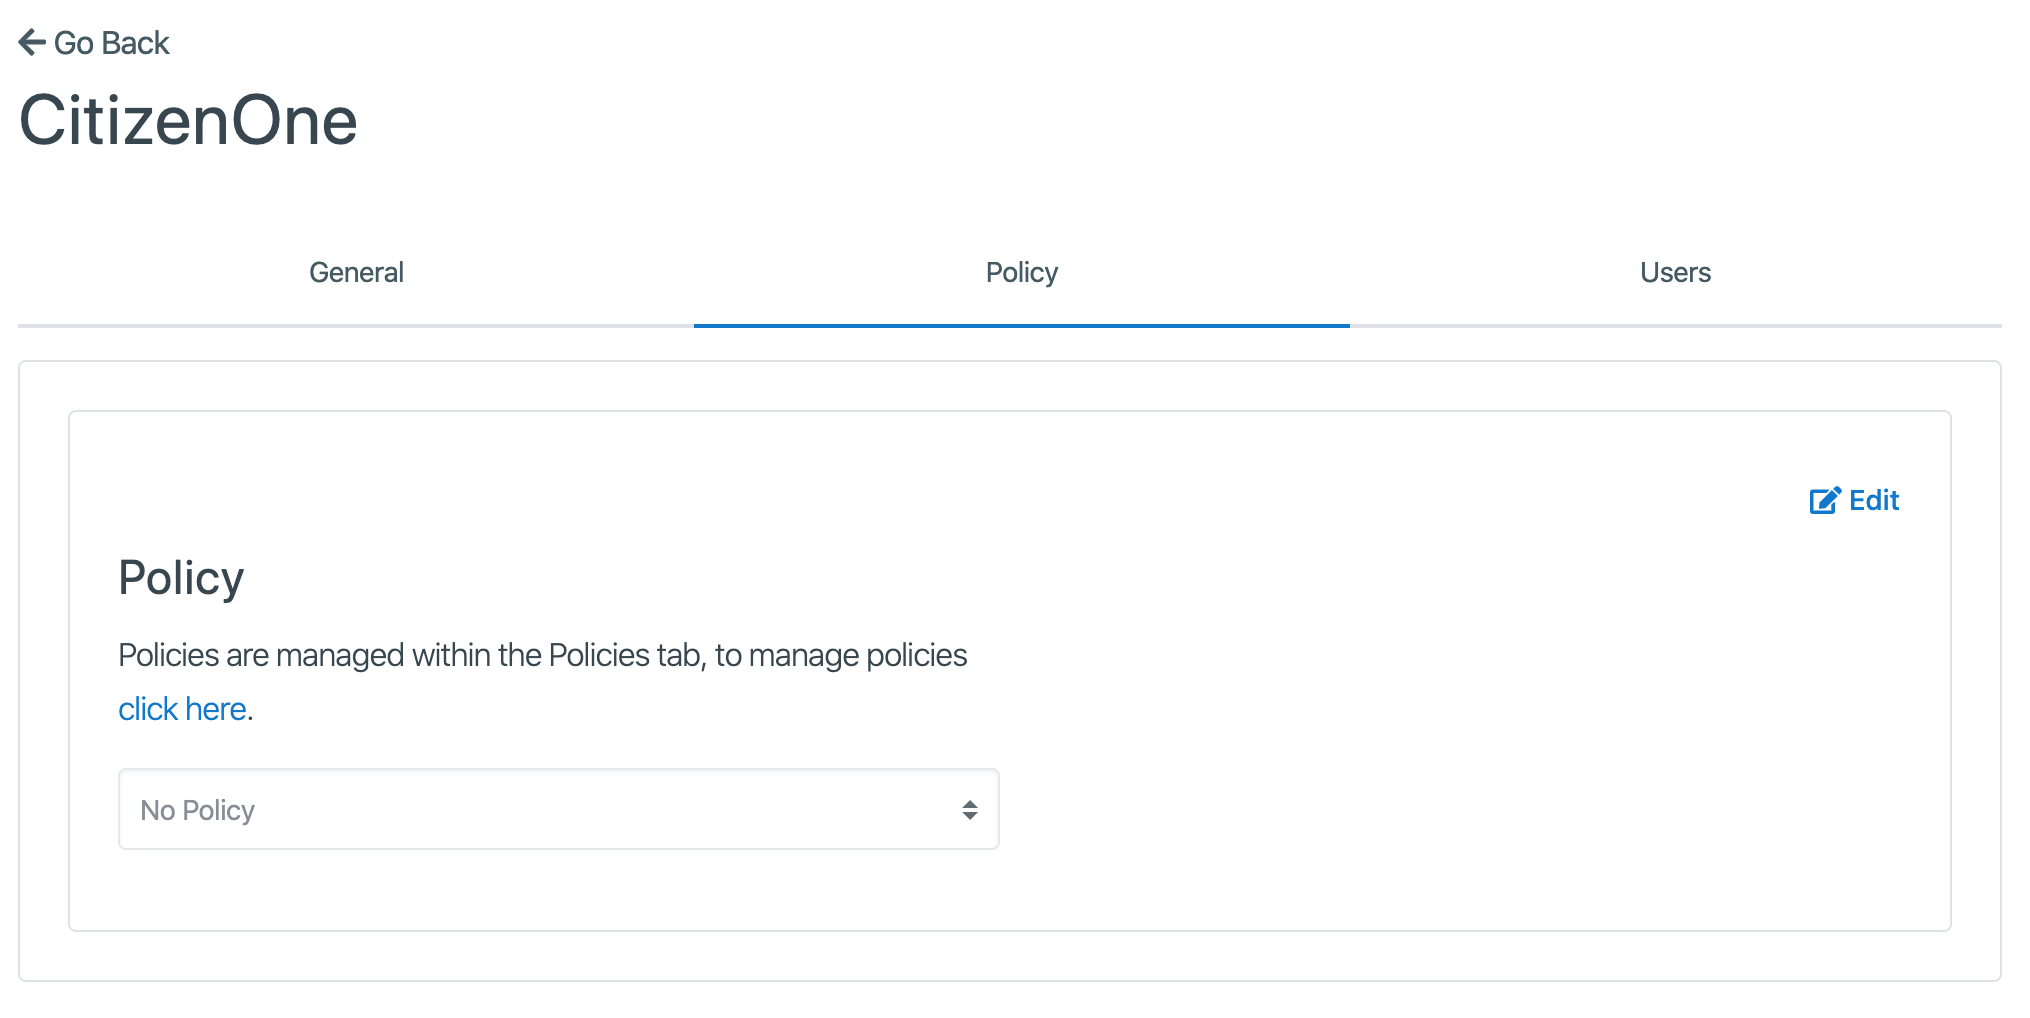 Go Back
CitizenOne
General
Policy
Users
Edit
Policy
Policies are managed within the Policies tab, to manage policies
click here.
No Policy